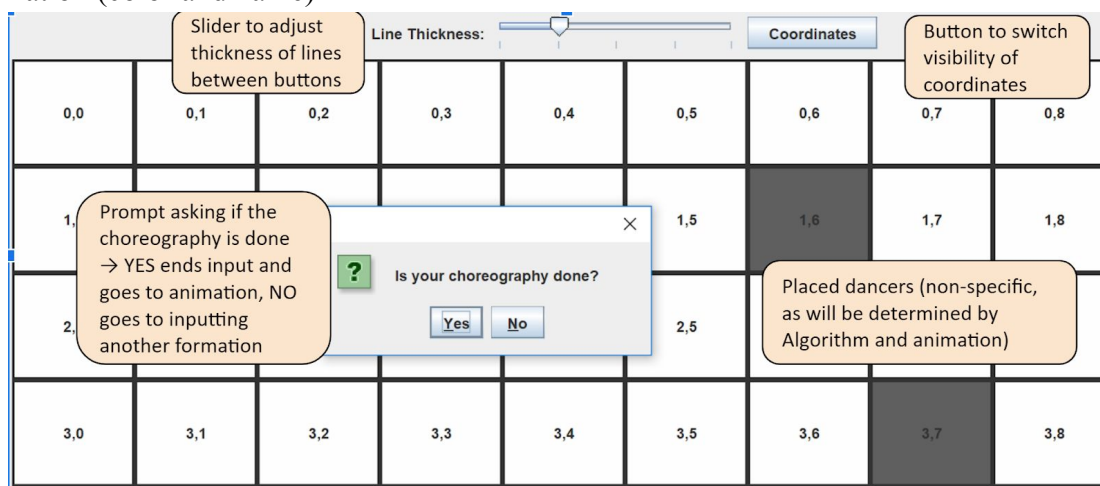 Slider to adjust
thickness of lines
between buttons
Line Thickness:
Coordinates
Button to switch
visibility of
coordinates
0,0 0,1 0,2 0,3 0,4 0,5 0,6 0,7 0,8
Prompt asking if the
choreography is done
→ YES ends input and
goes to animation, NO
goes to inputting
another formation
1,5 1,6 1,7 1,8
Is your choreography done?
Yes No
2,5
Placed dancers (non-specific,
as will be determined by
Algorithm and animation)
3,0 3,1 3,2 3,3 3,4 3,5 3,6 3,7 3,8